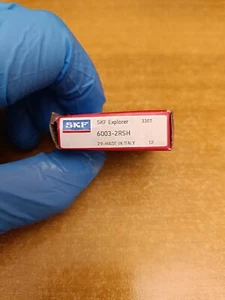 SKF
SKF Explorer
6003-2RSH
MADE IN ITALY